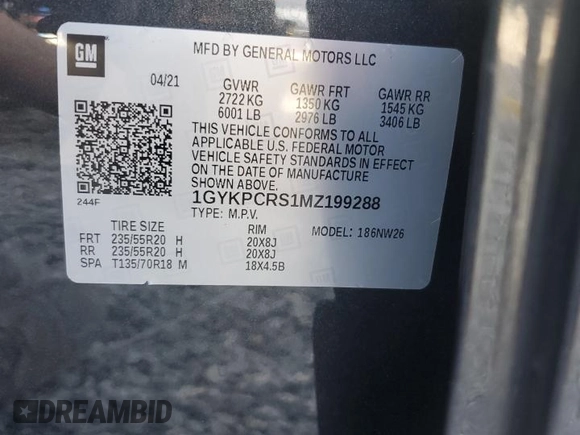 GM
MFD BY GENERAL MOTORS LLC
04/21 GVWR GAWR FRT GAWR RR
2722 KG 1350 KG 1545 KG
6001 LB 2976 LB 3406 LB
THIS VEHICLE CONFORMS TO ALL
APPLICABLE U.S. FEDERAL MOTOR
VEHICLE SAFETY STANDARDS IN EFFECT
ON THE DATE OF MANUFACTURE
SHOWN ABOVE.
244F 1GYKPCRS1MZ199288
TYPE: M.P.V. MODEL: 186NW26
TIRE SIZE RIM
FRT 235/55R20 H 20X8J
RR 235/55R20 H 20X8J
SPA T135/70R18 M 18X4.5B
DREAMBID